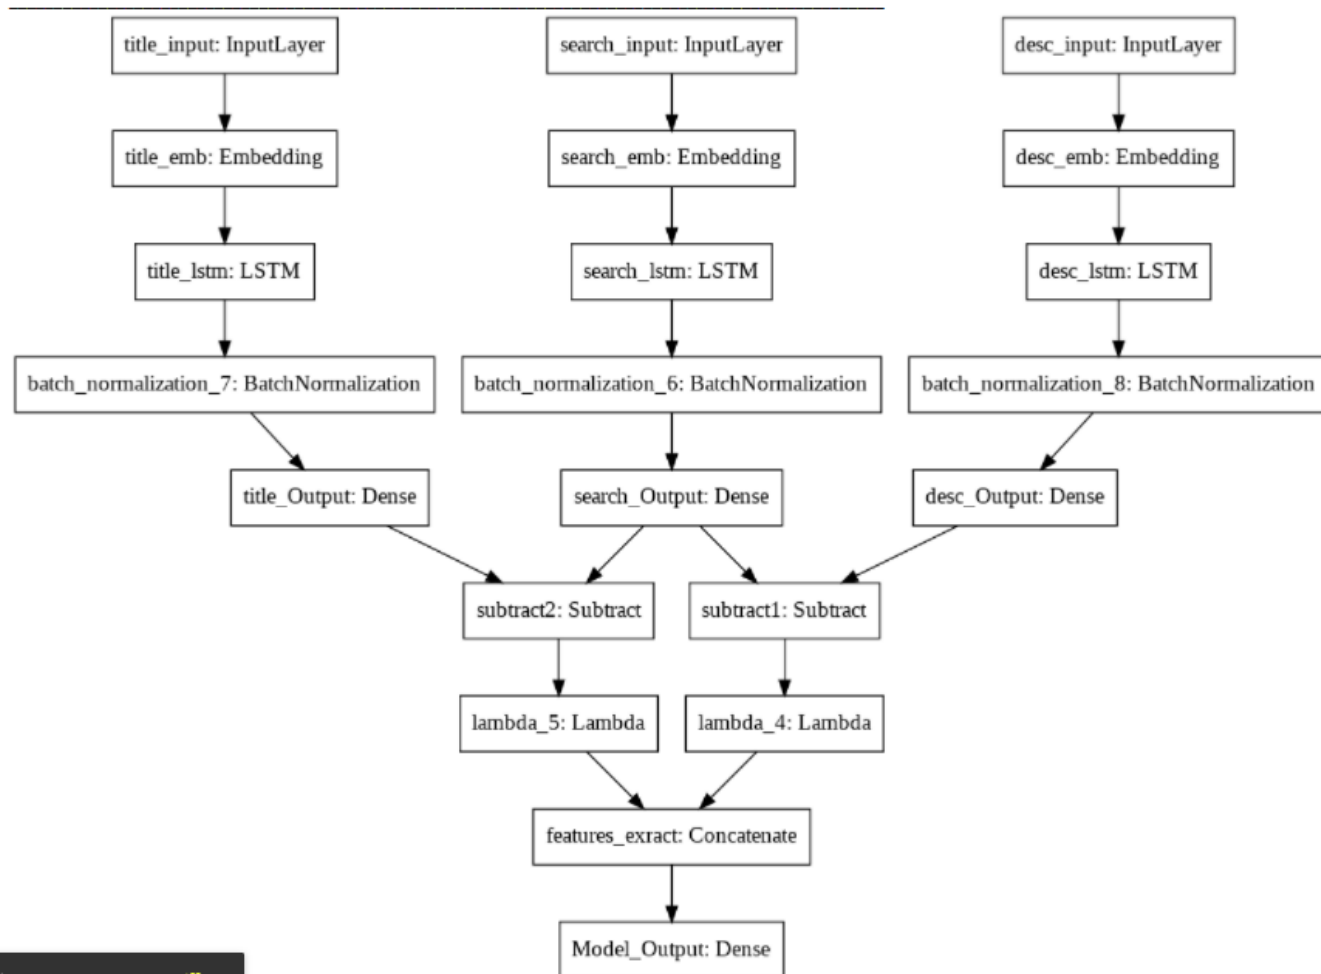 title_input: InputLayer
search_input: InputLayer
desc_input: InputLayer
title_emb: Embedding
search_emb: Embedding
desc_emb: Embedding
title_lstm: LSTM
search_lstm: LSTM
desc_lstm: LSTM
batch_normalization_7: BatchNormalization
batch_normalization_6: BatchNormalization
batch_normalization_8: BatchNormalization
title_Output: Dense
search_Output: Dense
desc_Output: Dense
subtract2: Subtract
subtract1: Subtract
lambda_5: Lambda
lambda_4: Lambda
features_exract: Concatenate
Model_Output: Dense